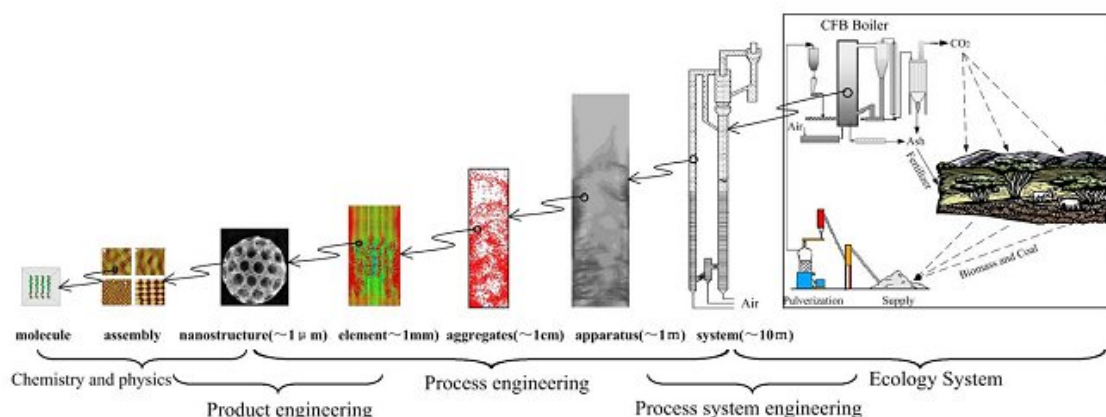 CFB Boiler
CO₂
Air
Ash
Fertilizer
Biomass and Coal
Pulverization
Supply
Air
molecule
assembly
nanostructure(～1μm)
element～1mm)
aggregates(～1cm)
apparatus(～1m)
system(～10m)
Chemistry and physics
Product engineering
Process engineering
Process system engineering
Ecology System